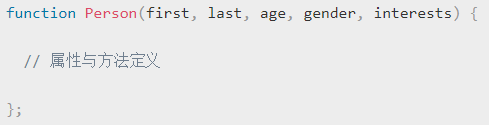 function Person(first, last, age, gender, interests) {
// 属性与方法定义
};